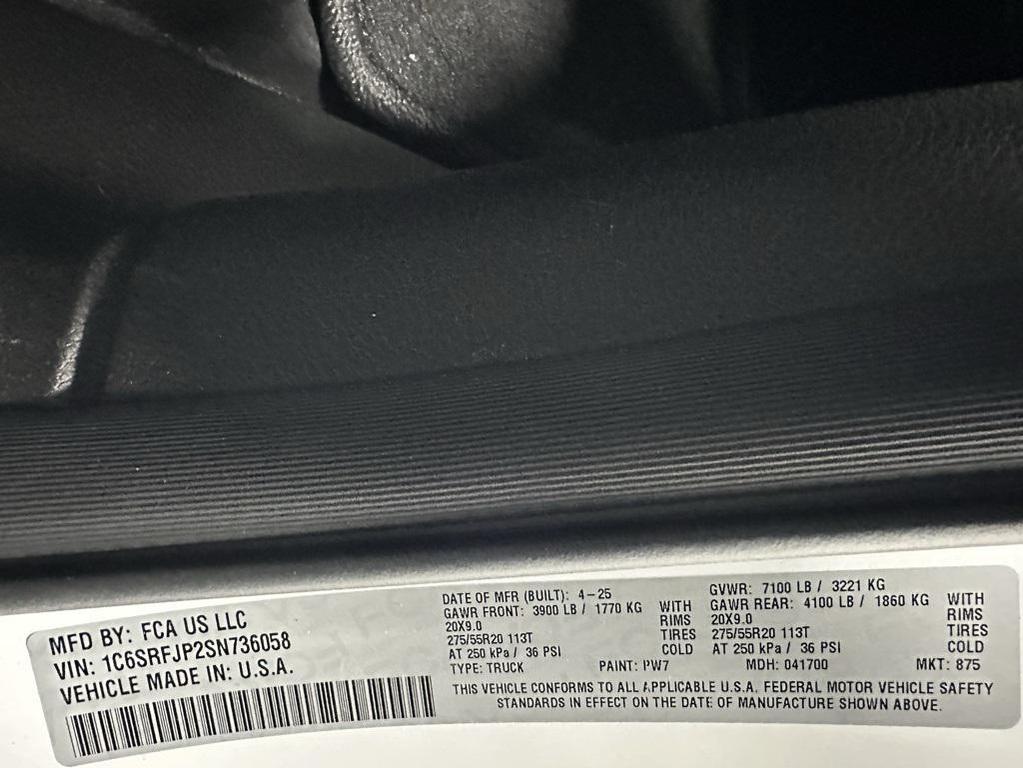 MFD BY: FCA US LLC
VIN: 1C6SRFJP2SN736058
VEHICLE MADE IN: U.S.A.
DATE OF MFR (BUILT): 4-25
GAWR FRONT: 3900 LB / 1770 KG WITH
20X9.0 RIMS
275/55R20 113T TIRES
AT 250 kPa / 36 PSI COLD
TYPE: TRUCK PAINT: PW7
GVWR: 7100 LB / 3221 KG
GAWR REAR: 4100 LB / 1860 KG WITH
20X9.0 RIMS
275/55R20 113T TIRES
AT 250 kPa / 36 PSI COLD
MDH: 041700 MKT: 875
THIS VEHICLE CONFORMS TO ALL APPLICABLE U.S.A. FEDERAL MOTOR VEHICLE SAFETY
STANDARDS IN EFFECT ON THE DATE OF MANUFACTURE SHOWN ABOVE.